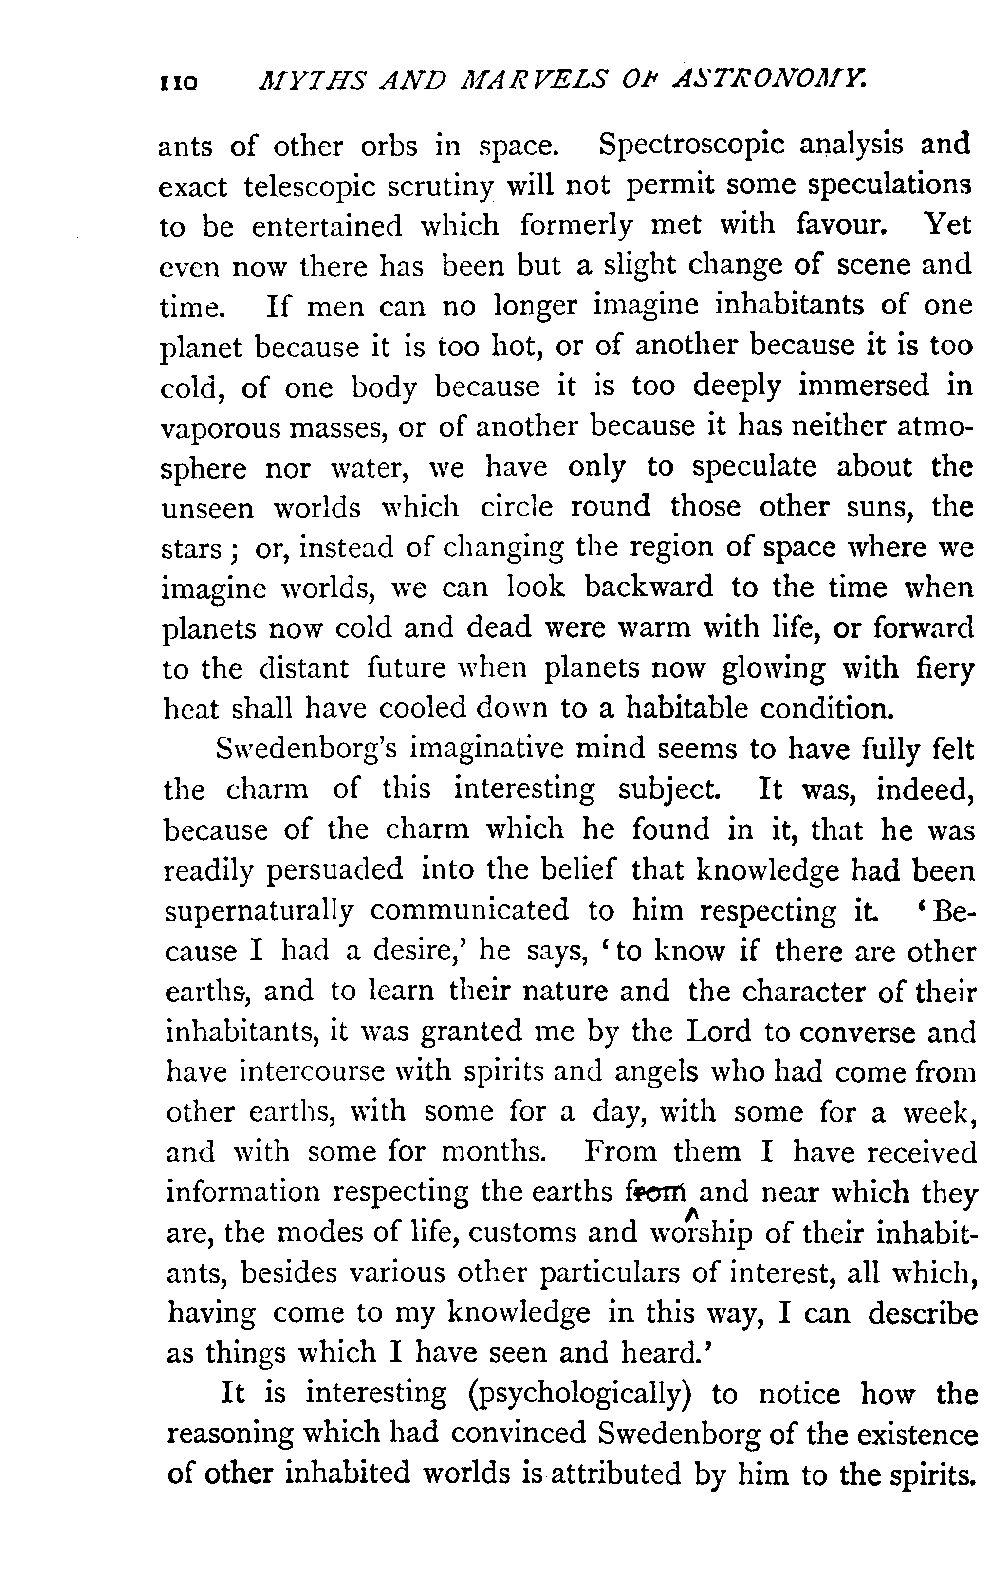 110 MYTHS AND MARVELS OF ASTRONOMY.
ants of other orbs in space. Spectroscopic analysis and
exact telescopic scrutiny will not permit some speculations
to be entertained which formerly met with favour. Yet
even now there has been but a slight change of scene and
time. If men can no longer imagine inhabitants of one
planet because it is too hot, or of another because it is too
cold, of one body because it is too deeply immersed in
vaporous masses, or of another because it has neither atmo-
sphere nor water, we have only to speculate about the
unseen worlds which circle round those other suns, the
stars ; or, instead of changing the region of space where we
imagine worlds, we can look backward to the time when
planets now cold and dead were warm with life, or forward
to the distant future when planets now glowing with fiery
heat shall have cooled down to a habitable condition.
Swedenborg's imaginative mind seems to have fully felt
the charm of this interesting subject. It was, indeed,
because of the charm which he found in it, that he was
readily persuaded into the belief that knowledge had been
supernaturally communicated to him respecting it. ‘Be-
cause I had a desire,’ he says, ‘to know if there are other
earths, and to learn their nature and the character of their
inhabitants, it was granted me by the Lord to converse and
have intercourse with spirits and angels who had come from
other earths, with some for a day, with some for a week,
and with some for months. From them I have received
information respecting the earths from and near which they
are, the modes of life, customs and worship of their inhabit-
ants, besides various other particulars of interest, all which,
having come to my knowledge in this way, I can describe
as things which I have seen and heard.’
It is interesting (psychologically) to notice how the
reasoning which had convinced Swedenborg of the existence
of other inhabited worlds is attributed by him to the spirits.